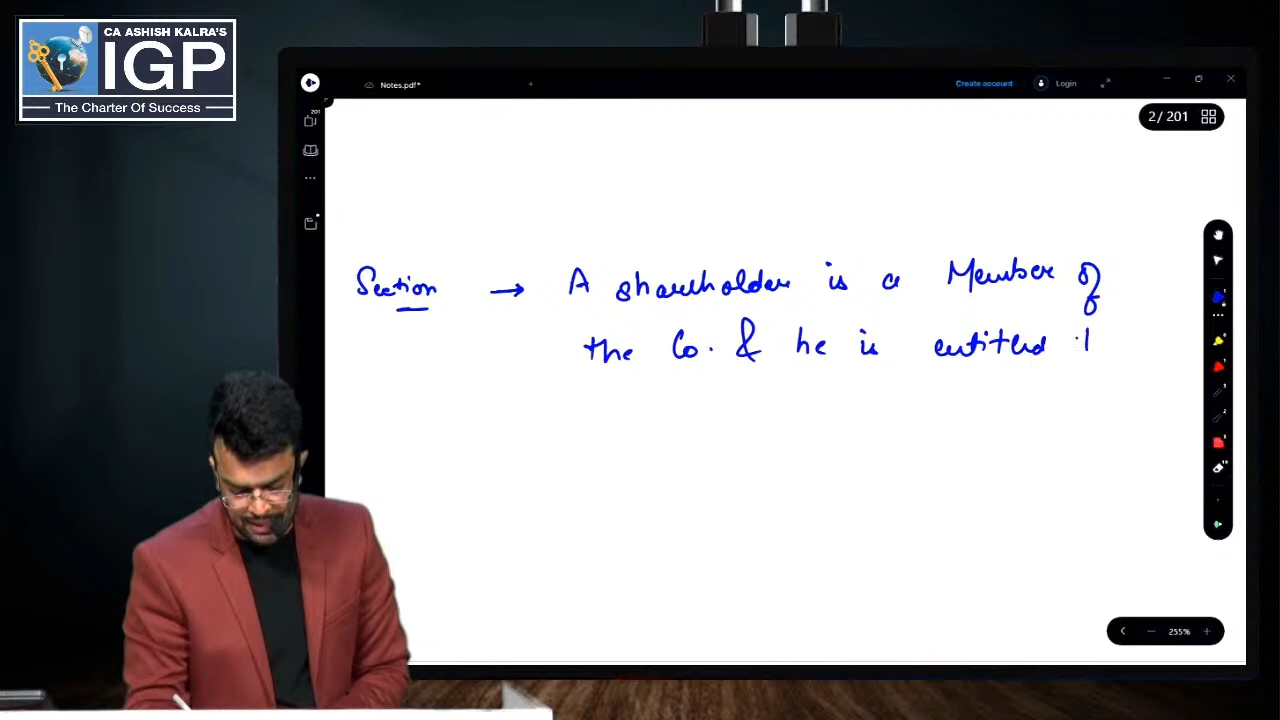 CA ASHISH KALRA'S
IGP
The Charter Of Success
Notes.pdf*
Create account
Login
201
2/ 201
Section → A shareholder is a Member of
the Co. & he is entitled
255%